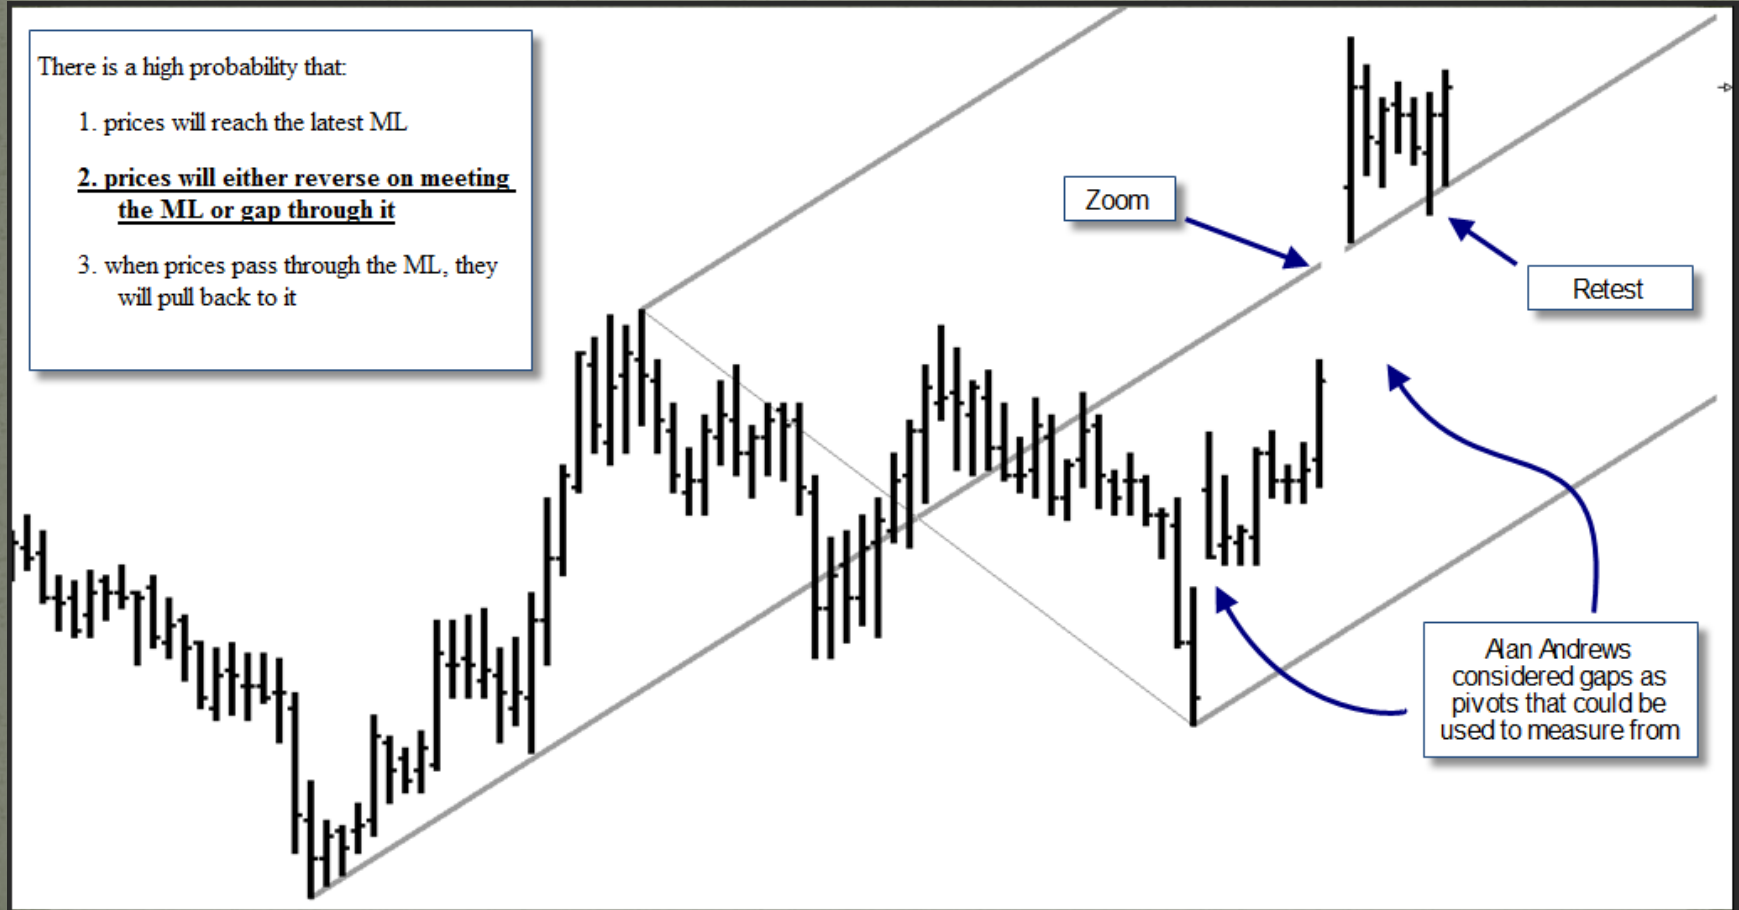 There is a high probability that:
1. prices will reach the latest ML
2. prices will either reverse on meeting
the ML or gap through it
3. when prices pass through the ML, they
will pull back to it
Zoom
Retest
Alan Andrews
considered gaps as
pivots that could be
used to measure from